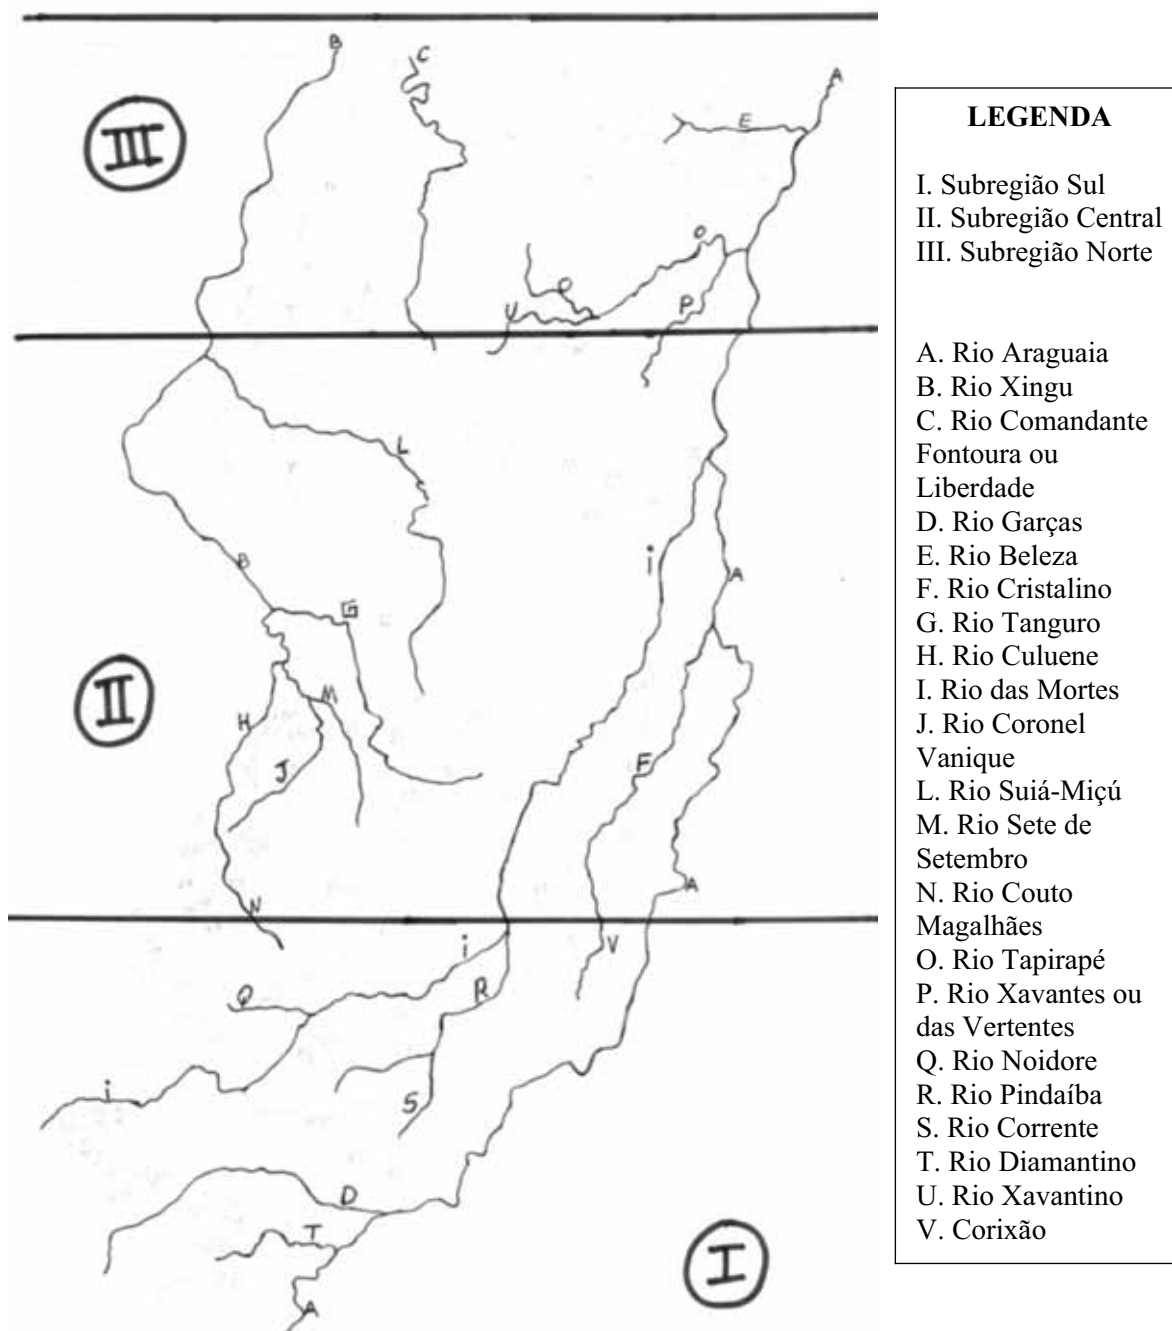 B
C
A
III
E
O
O
P
U
L
B
i
A
G
II
M
H
F
J
A
N
i
V
Q
R
i
S
D
T
I
A
LEGENDA
I. Subregião Sul
II. Subregião Central
III. Subregião Norte
A. Rio Araguaia
B. Rio Xingu
C. Rio Comandante
Fontoura ou
Liberdade
D. Rio Garças
E. Rio Beleza
F. Rio Cristalino
G. Rio Tanguro
H. Rio Culuene
I. Rio das Mortes
J. Rio Coronel
Vanique
L. Rio Suiá-Miçú
M. Rio Sete de
Setembro
N. Rio Couto
Magalhães
O. Rio Tapirapé
P. Rio Xavantes ou
das Vertentes
Q. Rio Noidore
R. Rio Pindaíba
S. Rio Corrente
T. Rio Diamantino
U. Rio Xavantino
V. Corixão